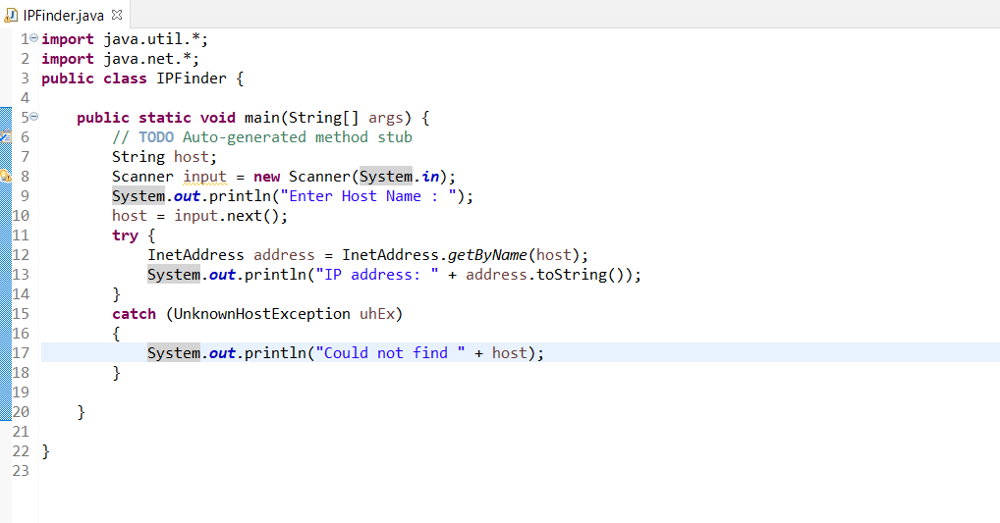 IPFinder.java
1 import java.util.*;
2 import java.net.*;
3 public class IPFinder {
4
5     public static void main(String[] args) {
6         // TODO Auto-generated method stub
7         String host;
8         Scanner input = new Scanner(System.in);
9         System.out.println("Enter Host Name : ");
10         host = input.next();
11         try {
12             InetAddress address = InetAddress.getByName(host);
13             System.out.println("IP address: " + address.toString());
14         }
15         catch (UnknownHostException uhEx)
16         {
17             System.out.println("Could not find " + host);
18         }
19
20     }
21
22 }
23